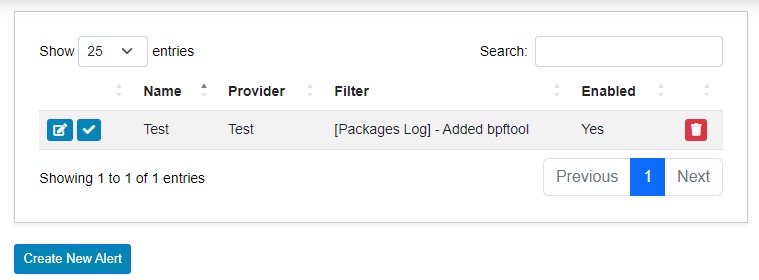 Show 25 entries Search:
Name Provider Filter Enabled
Test Test [Packages Log] - Added bpftool Yes
Showing 1 to 1 of 1 entries Previous 1 Next
Create New Alert